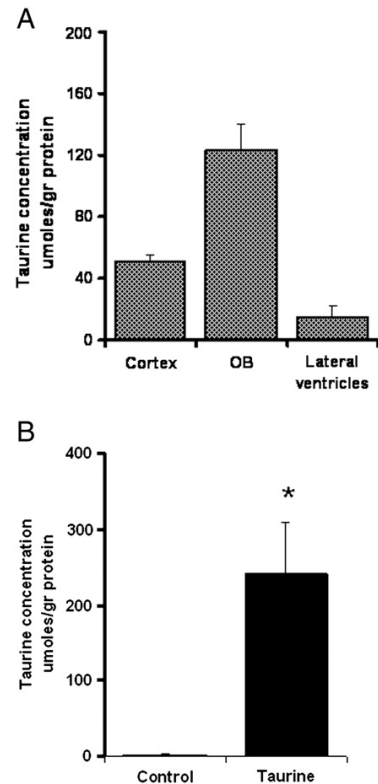 A
Taurine concentration
umoles/gr protein
200
160
120
80
40
0
Cortex
OB
Lateral
ventricles
B
Taurine concentration
umoles/gr protein
400
300
200
100
0
*
Control
Taurine